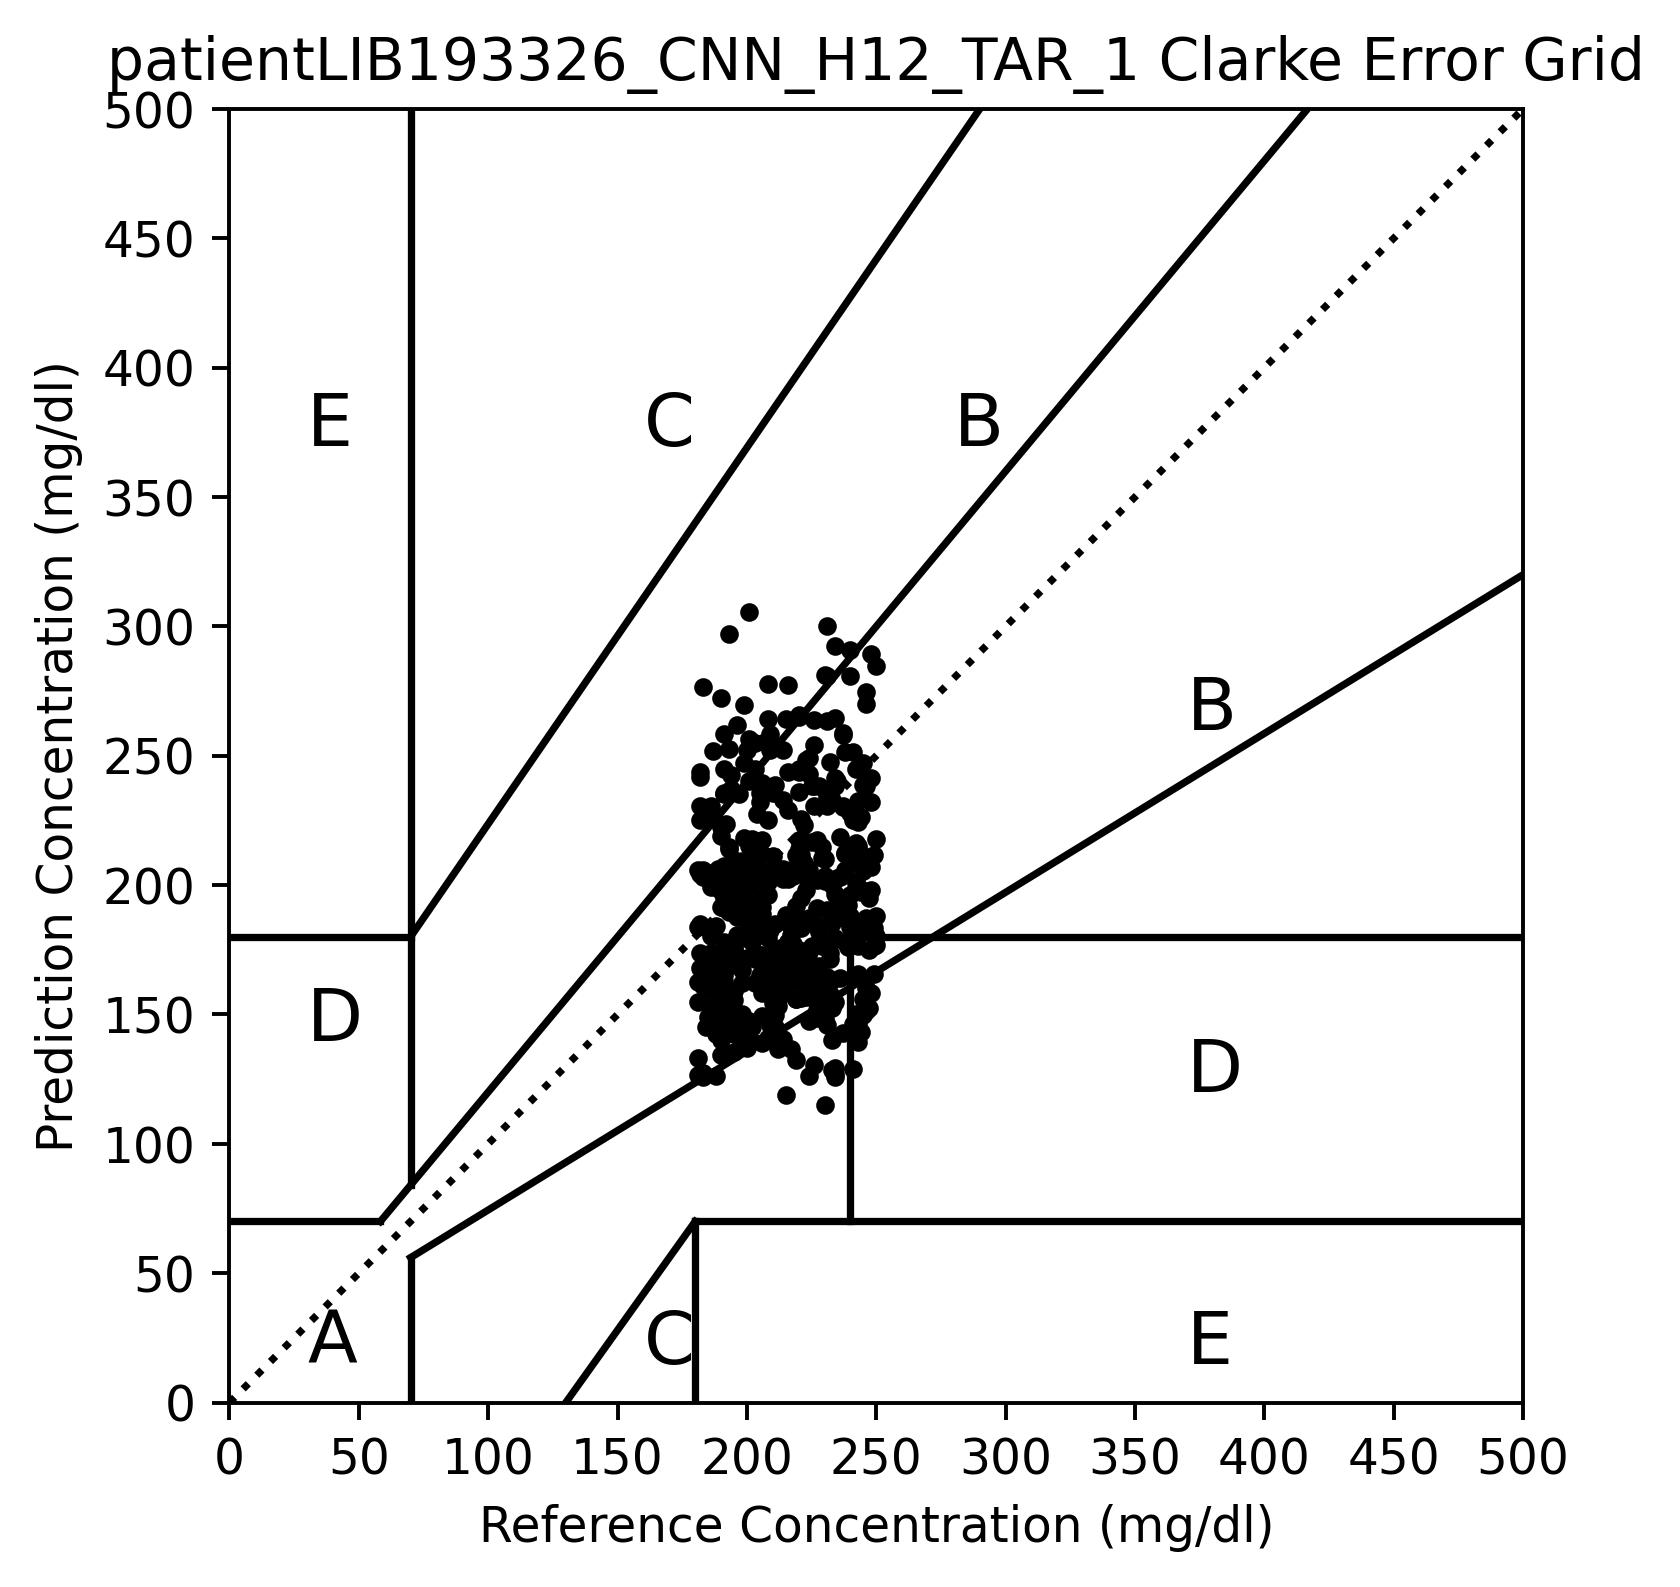 patientLIB193326_CNN_H12_TAR_1 Clarke Error Grid
500
450
400
350
300
250
200
150
100
50
0
Prediction Concentration (mg/dl)
E
C
B
B
D
D
A
C
E
0 50 100 150 200 250 300 350 400 450 500
Reference Concentration (mg/dl)